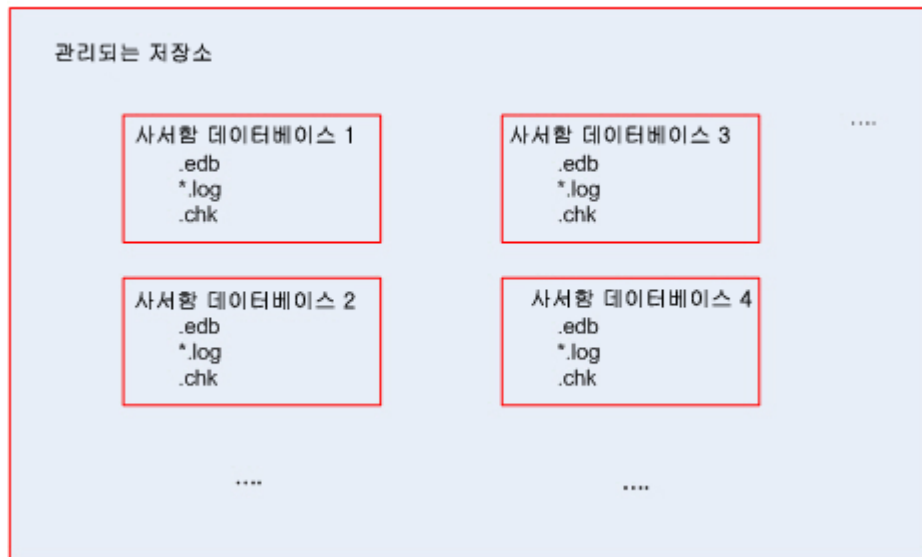 관리되는 저장소
사서함 데이터베이스 1
.edb
*.log
.chk
사서함 데이터베이스 3
.edb
*.log
.chk
....
사서함 데이터베이스 2
.edb
*.log
.chk
사서함 데이터베이스 4
.edb
*.log
.chk
....
....